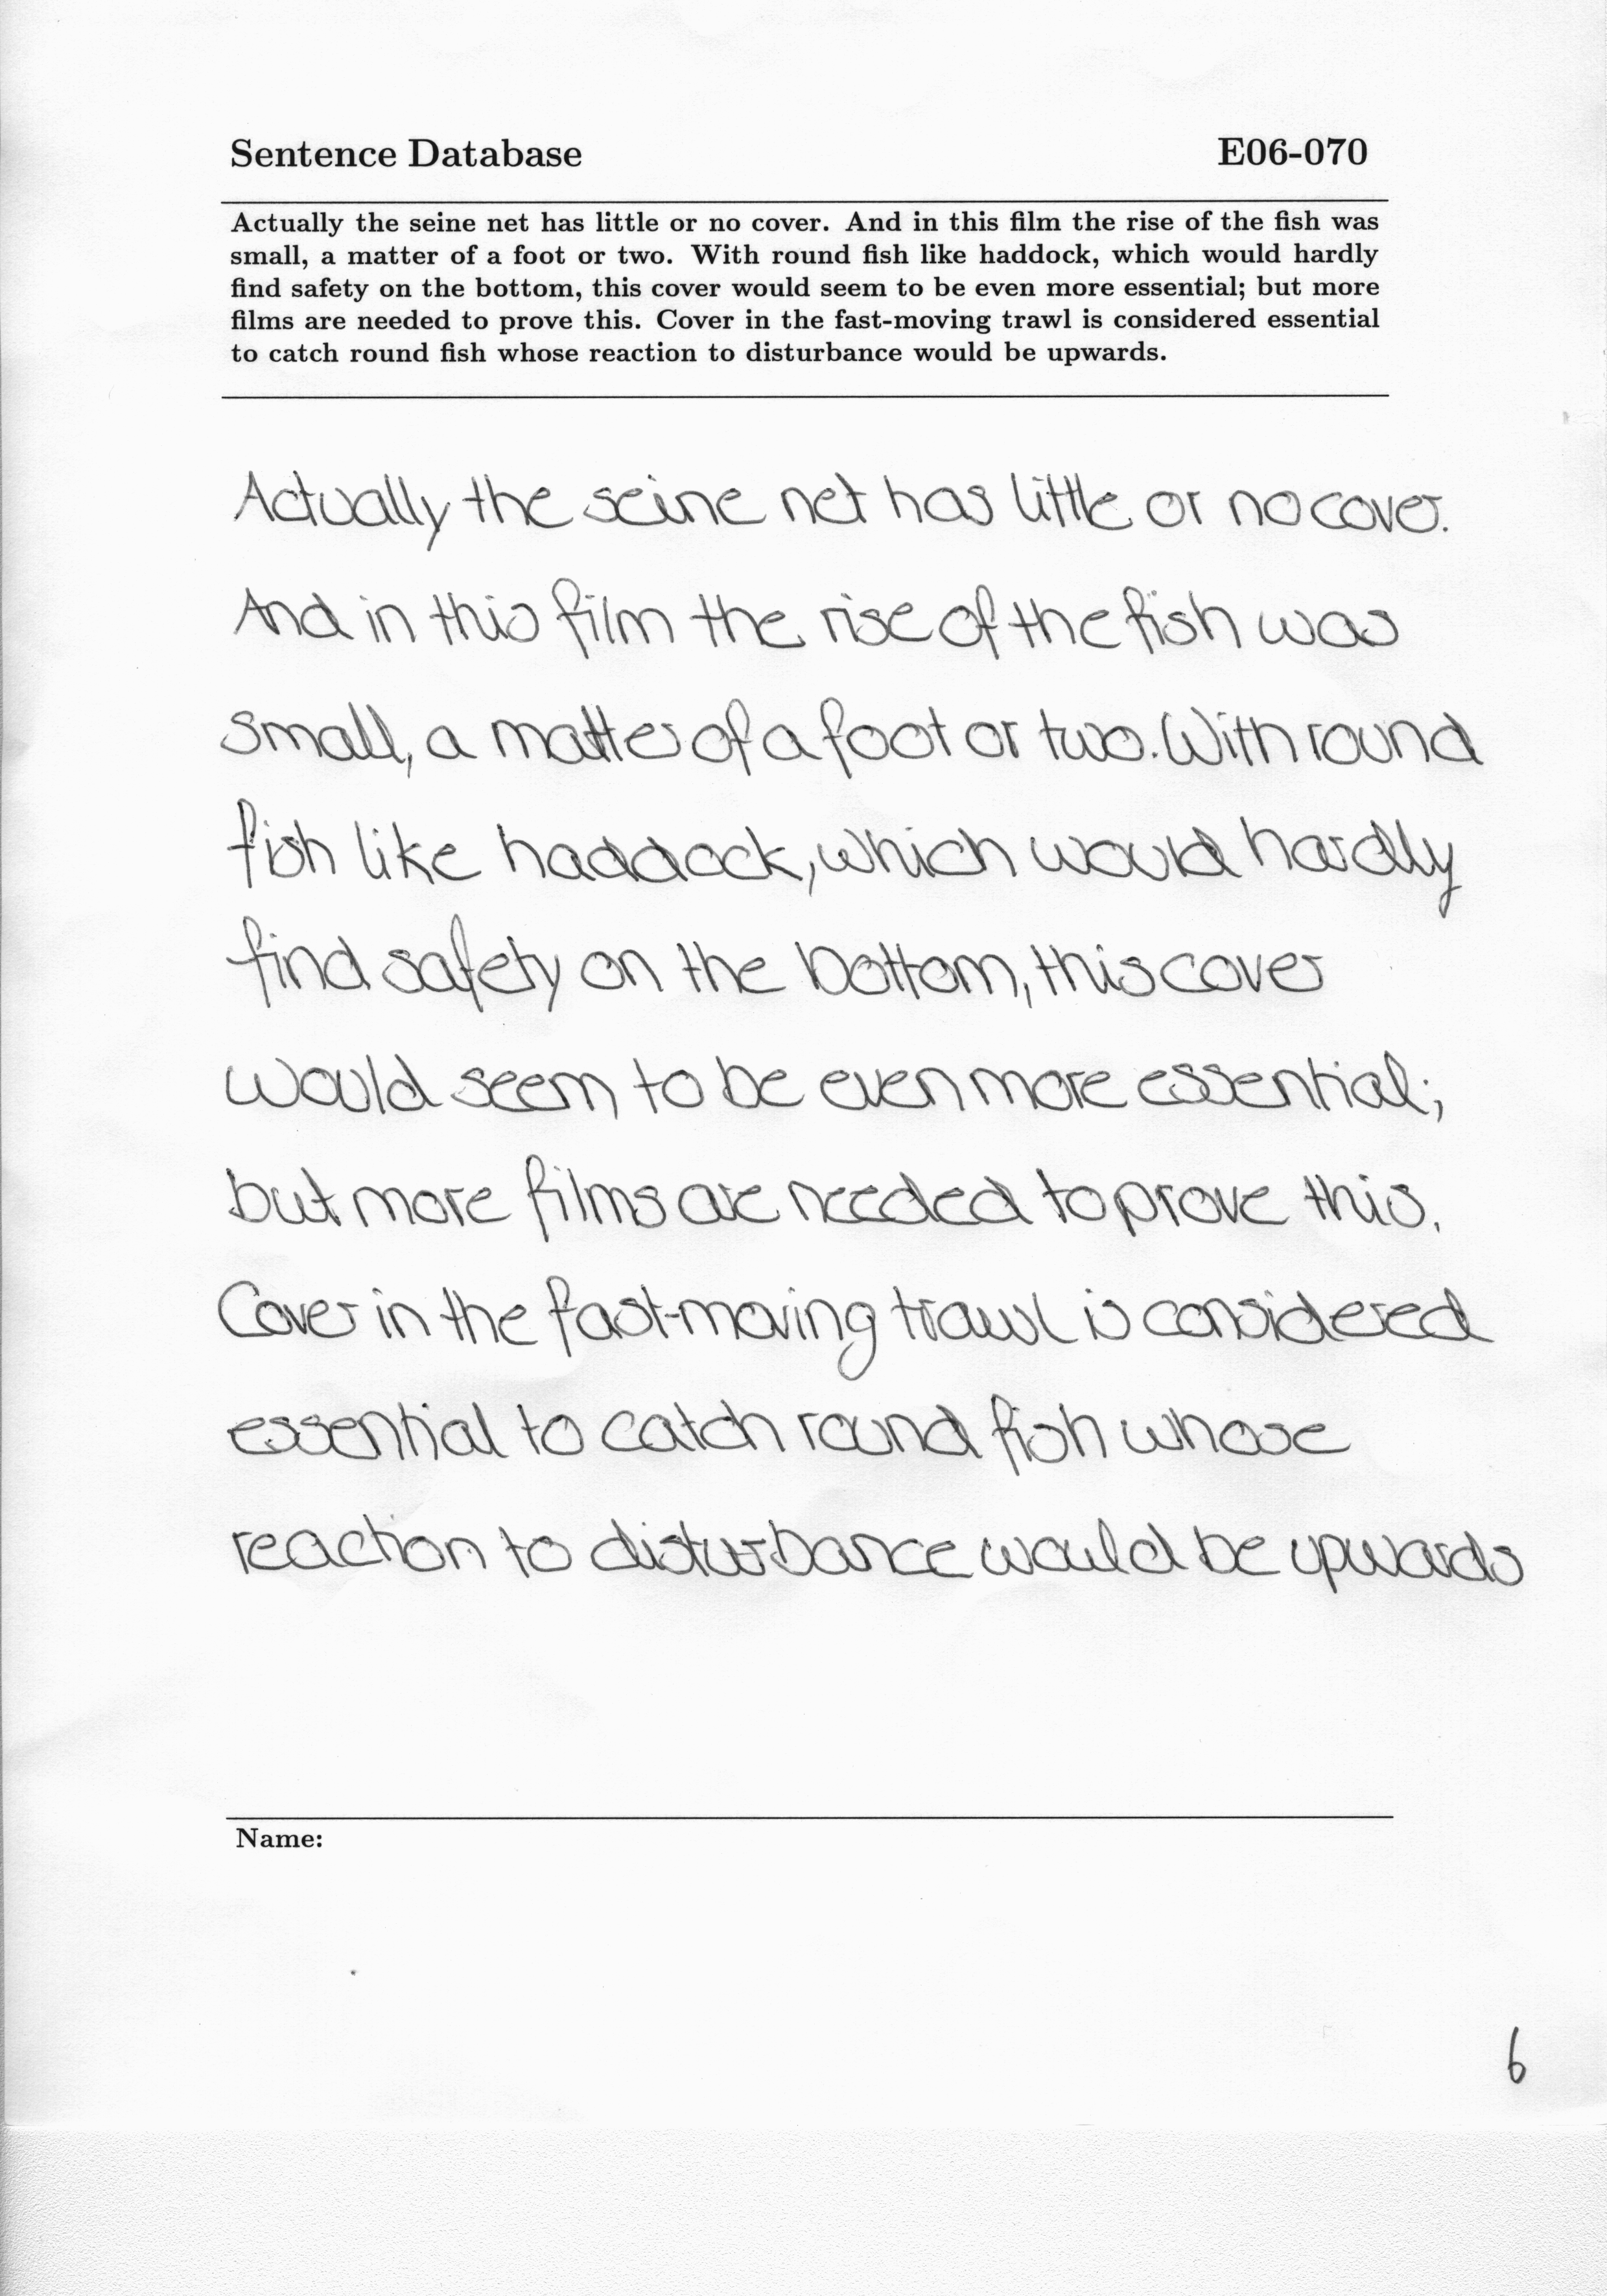 Sentence Database E06-070
Actually the seine net has little or no cover. And in this film the rise of the fish was
small, a matter of a foot or two. With round fish like haddock, which would hardly
find safety on the bottom, this cover would seem to be even more essential; but more
films are needed to prove this. Cover in the fast-moving trawl is considered essential
to catch round fish whose reaction to disturbance would be upwards.
Actually the seine net has little or no cover.
And in this film the rise of the fish was
small, a matter of a foot or two. With round
fish like haddock, which would hardly
find safety on the bottom, this cover
would seem to be even more essential;
but more films are needed to prove this.
Cover in the fast-moving trawl is considered
essential to catch round fish whose
reaction to disturbance would be upwards
Name:
6